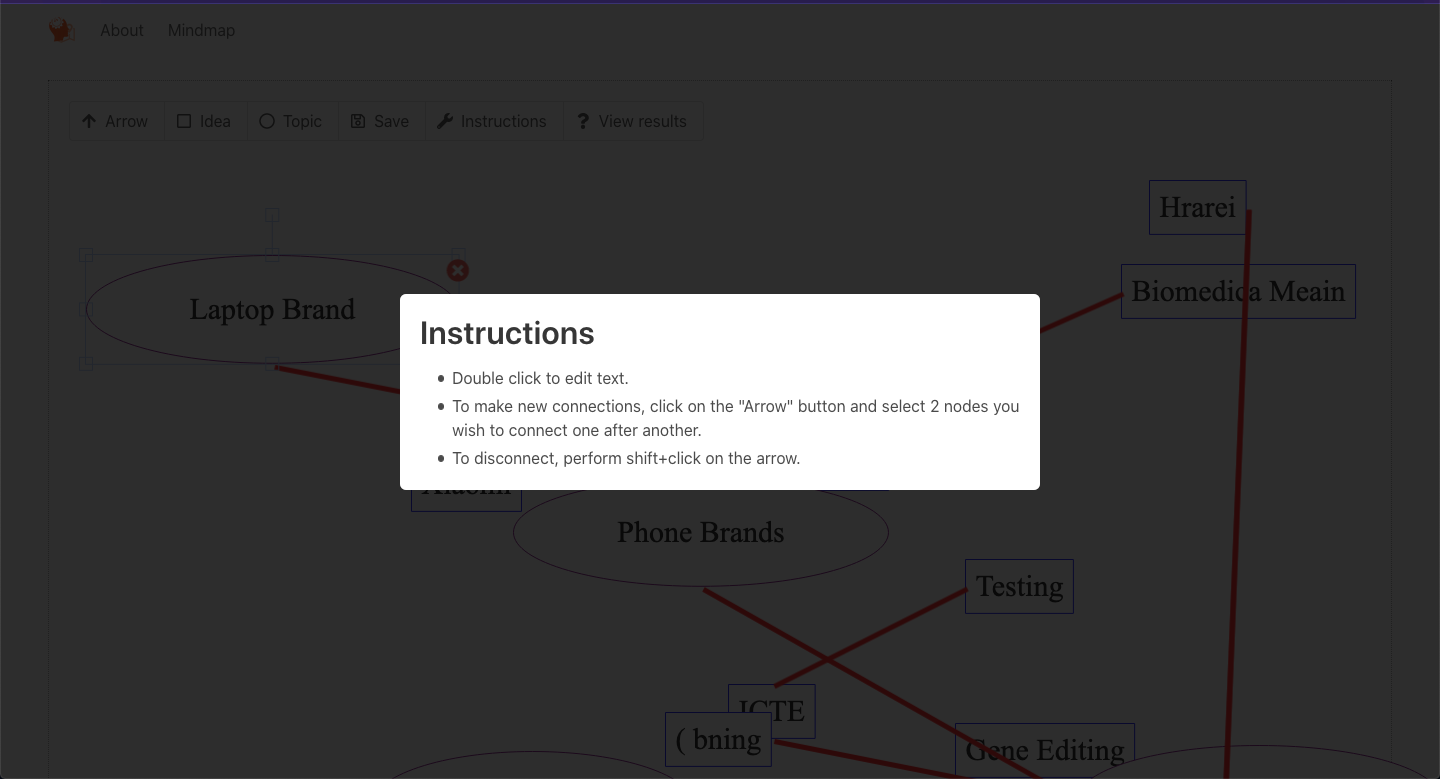 About Mindmap
Arrow Idea Topic Save Instructions View results
Hrarei
Biomedica Meain
Laptop Brand
Instructions
Double click to edit text.
To make new connections, click on the "Arrow" button and select 2 nodes you
wish to connect one after another.
To disconnect, perform shift+click on the arrow.
Phone Brands
Testing
ICTE
( bning
Gene Editing